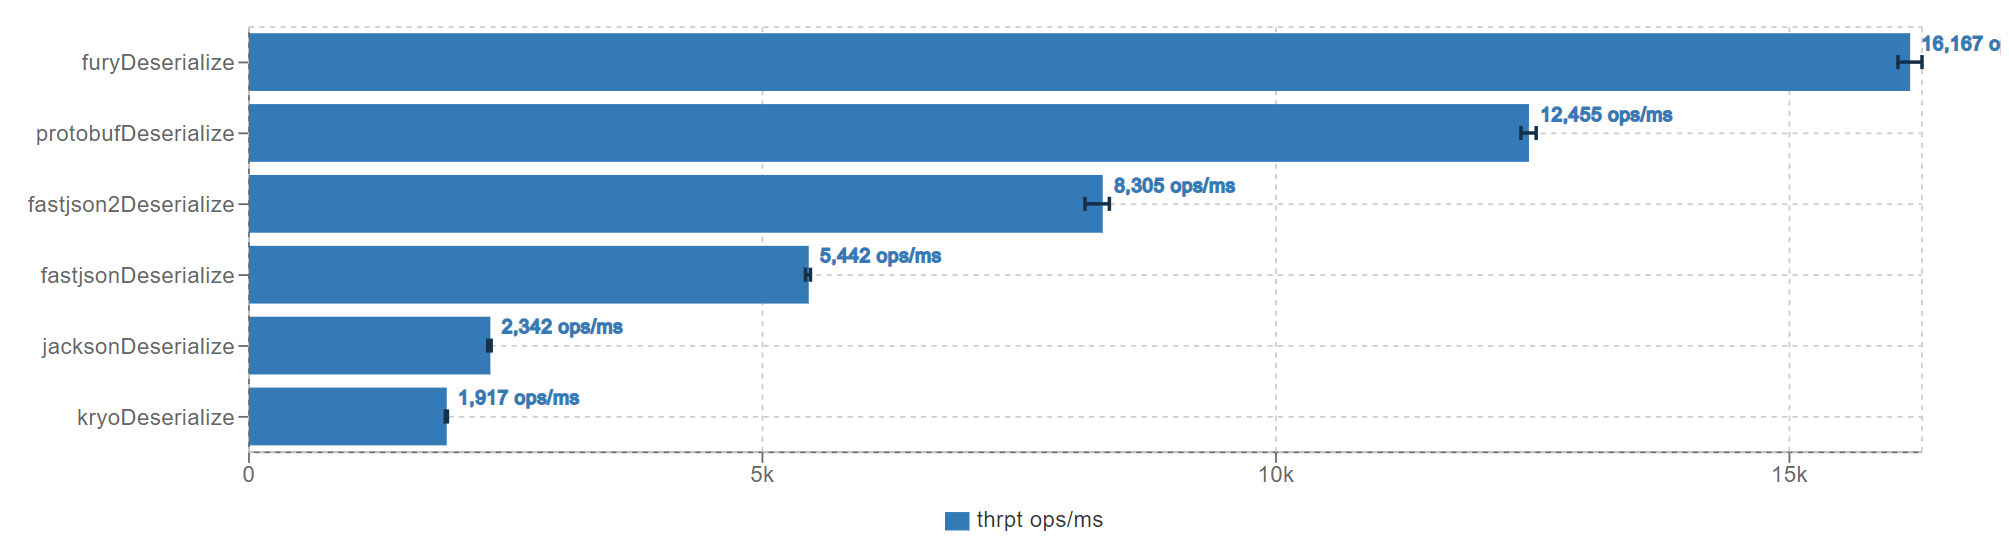 furyDeserialize
16,167 o
protobufDeserialize
12,455 ops/ms
fastjson2Deserialize
8,305 ops/ms
fastjsonDeserialize
5,442 ops/ms
jacksonDeserialize
2,342 ops/ms
kryoDeserialize
1,917 ops/ms
0 5k 10k 15k
thrpt ops/ms